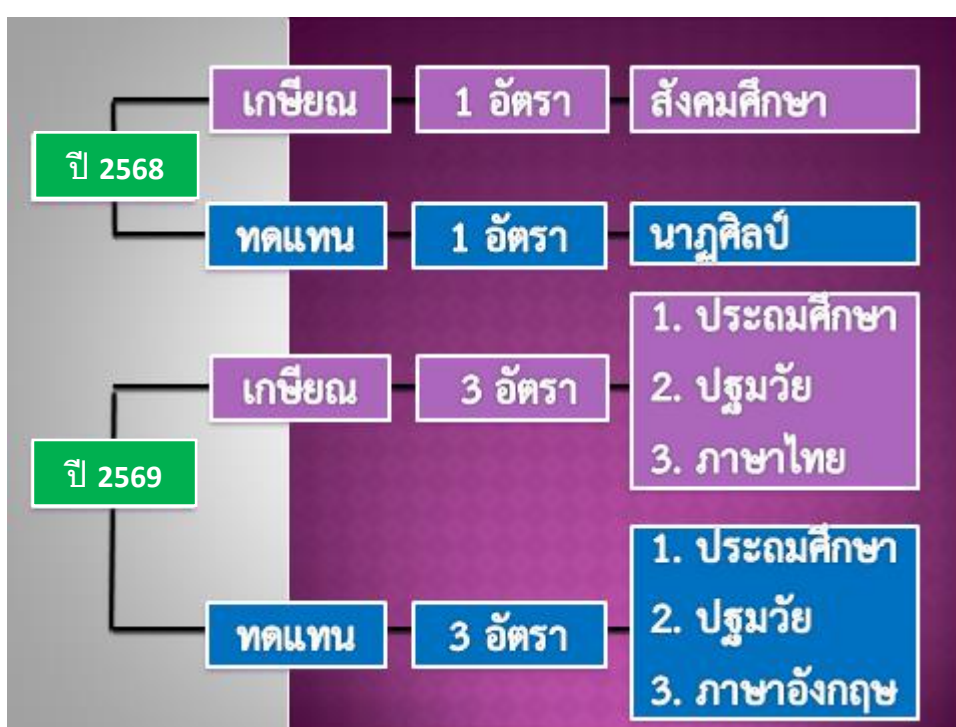 ปี 2568
เกษียณ
1 อัตรา
สังคมศึกษา
ทดแทน
1 อัตรา
นาฏศิลป์
ปี 2569
เกษียณ
3 อัตรา
1. ประถมศึกษา
2. ปฐมวัย
3. ภาษาไทย
ทดแทน
3 อัตรา
1. ประถมศึกษา
2. ปฐมวัย
3. ภาษาอังกฤษ